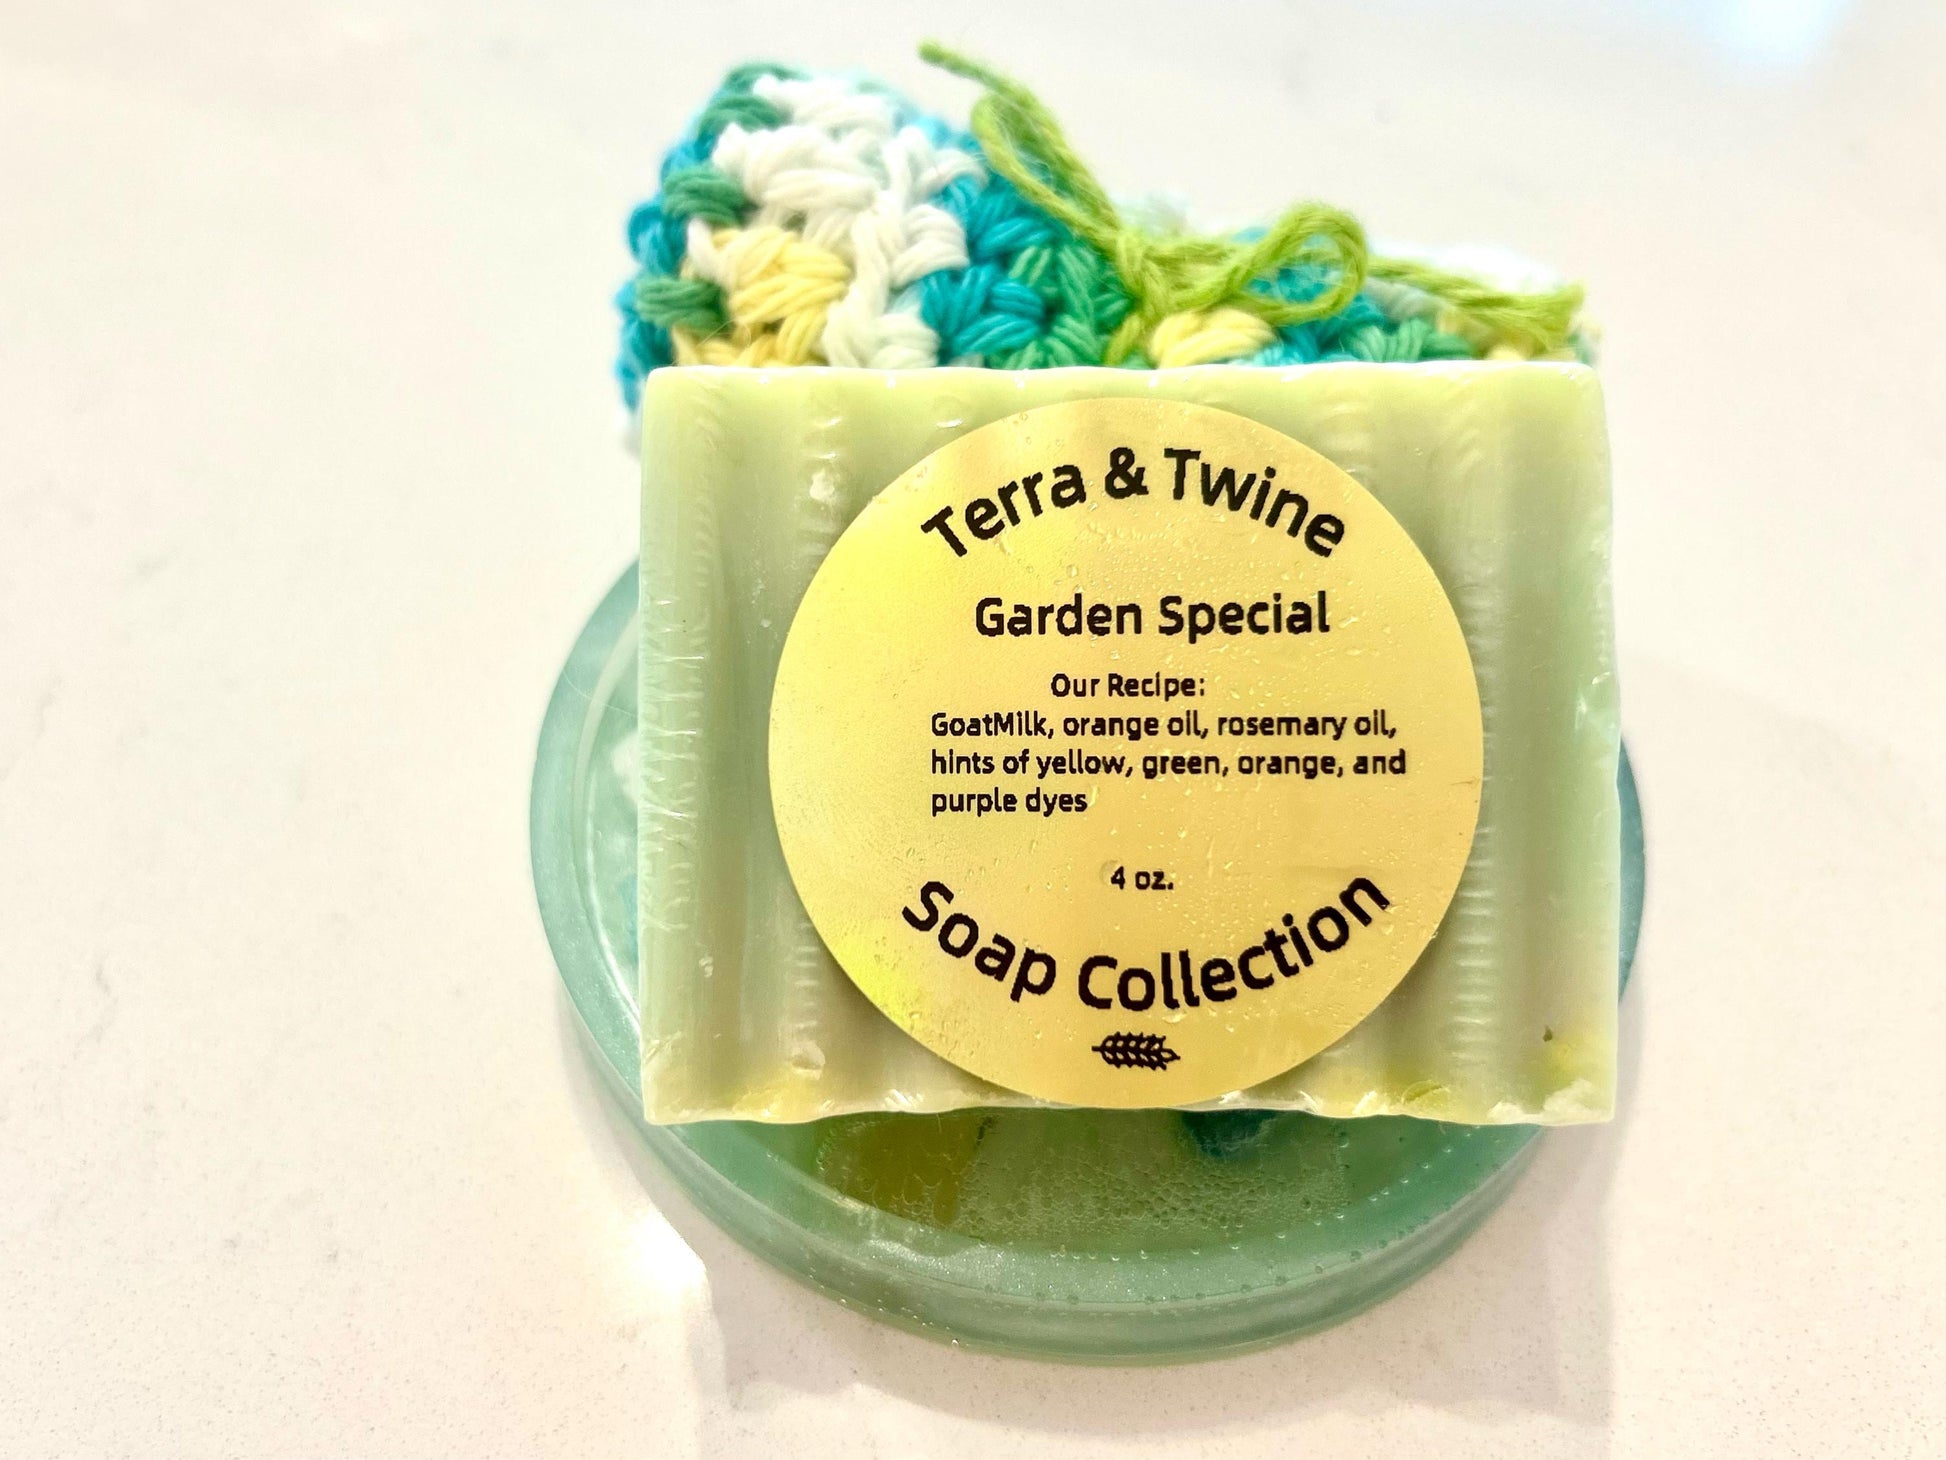 Terra & Twine
Garden Special
Our Recipe:
GoatMilk, orange oil, rosemary oil,
hints of yellow, green, orange, and
purple dyes
4 oz.
Soap Collection